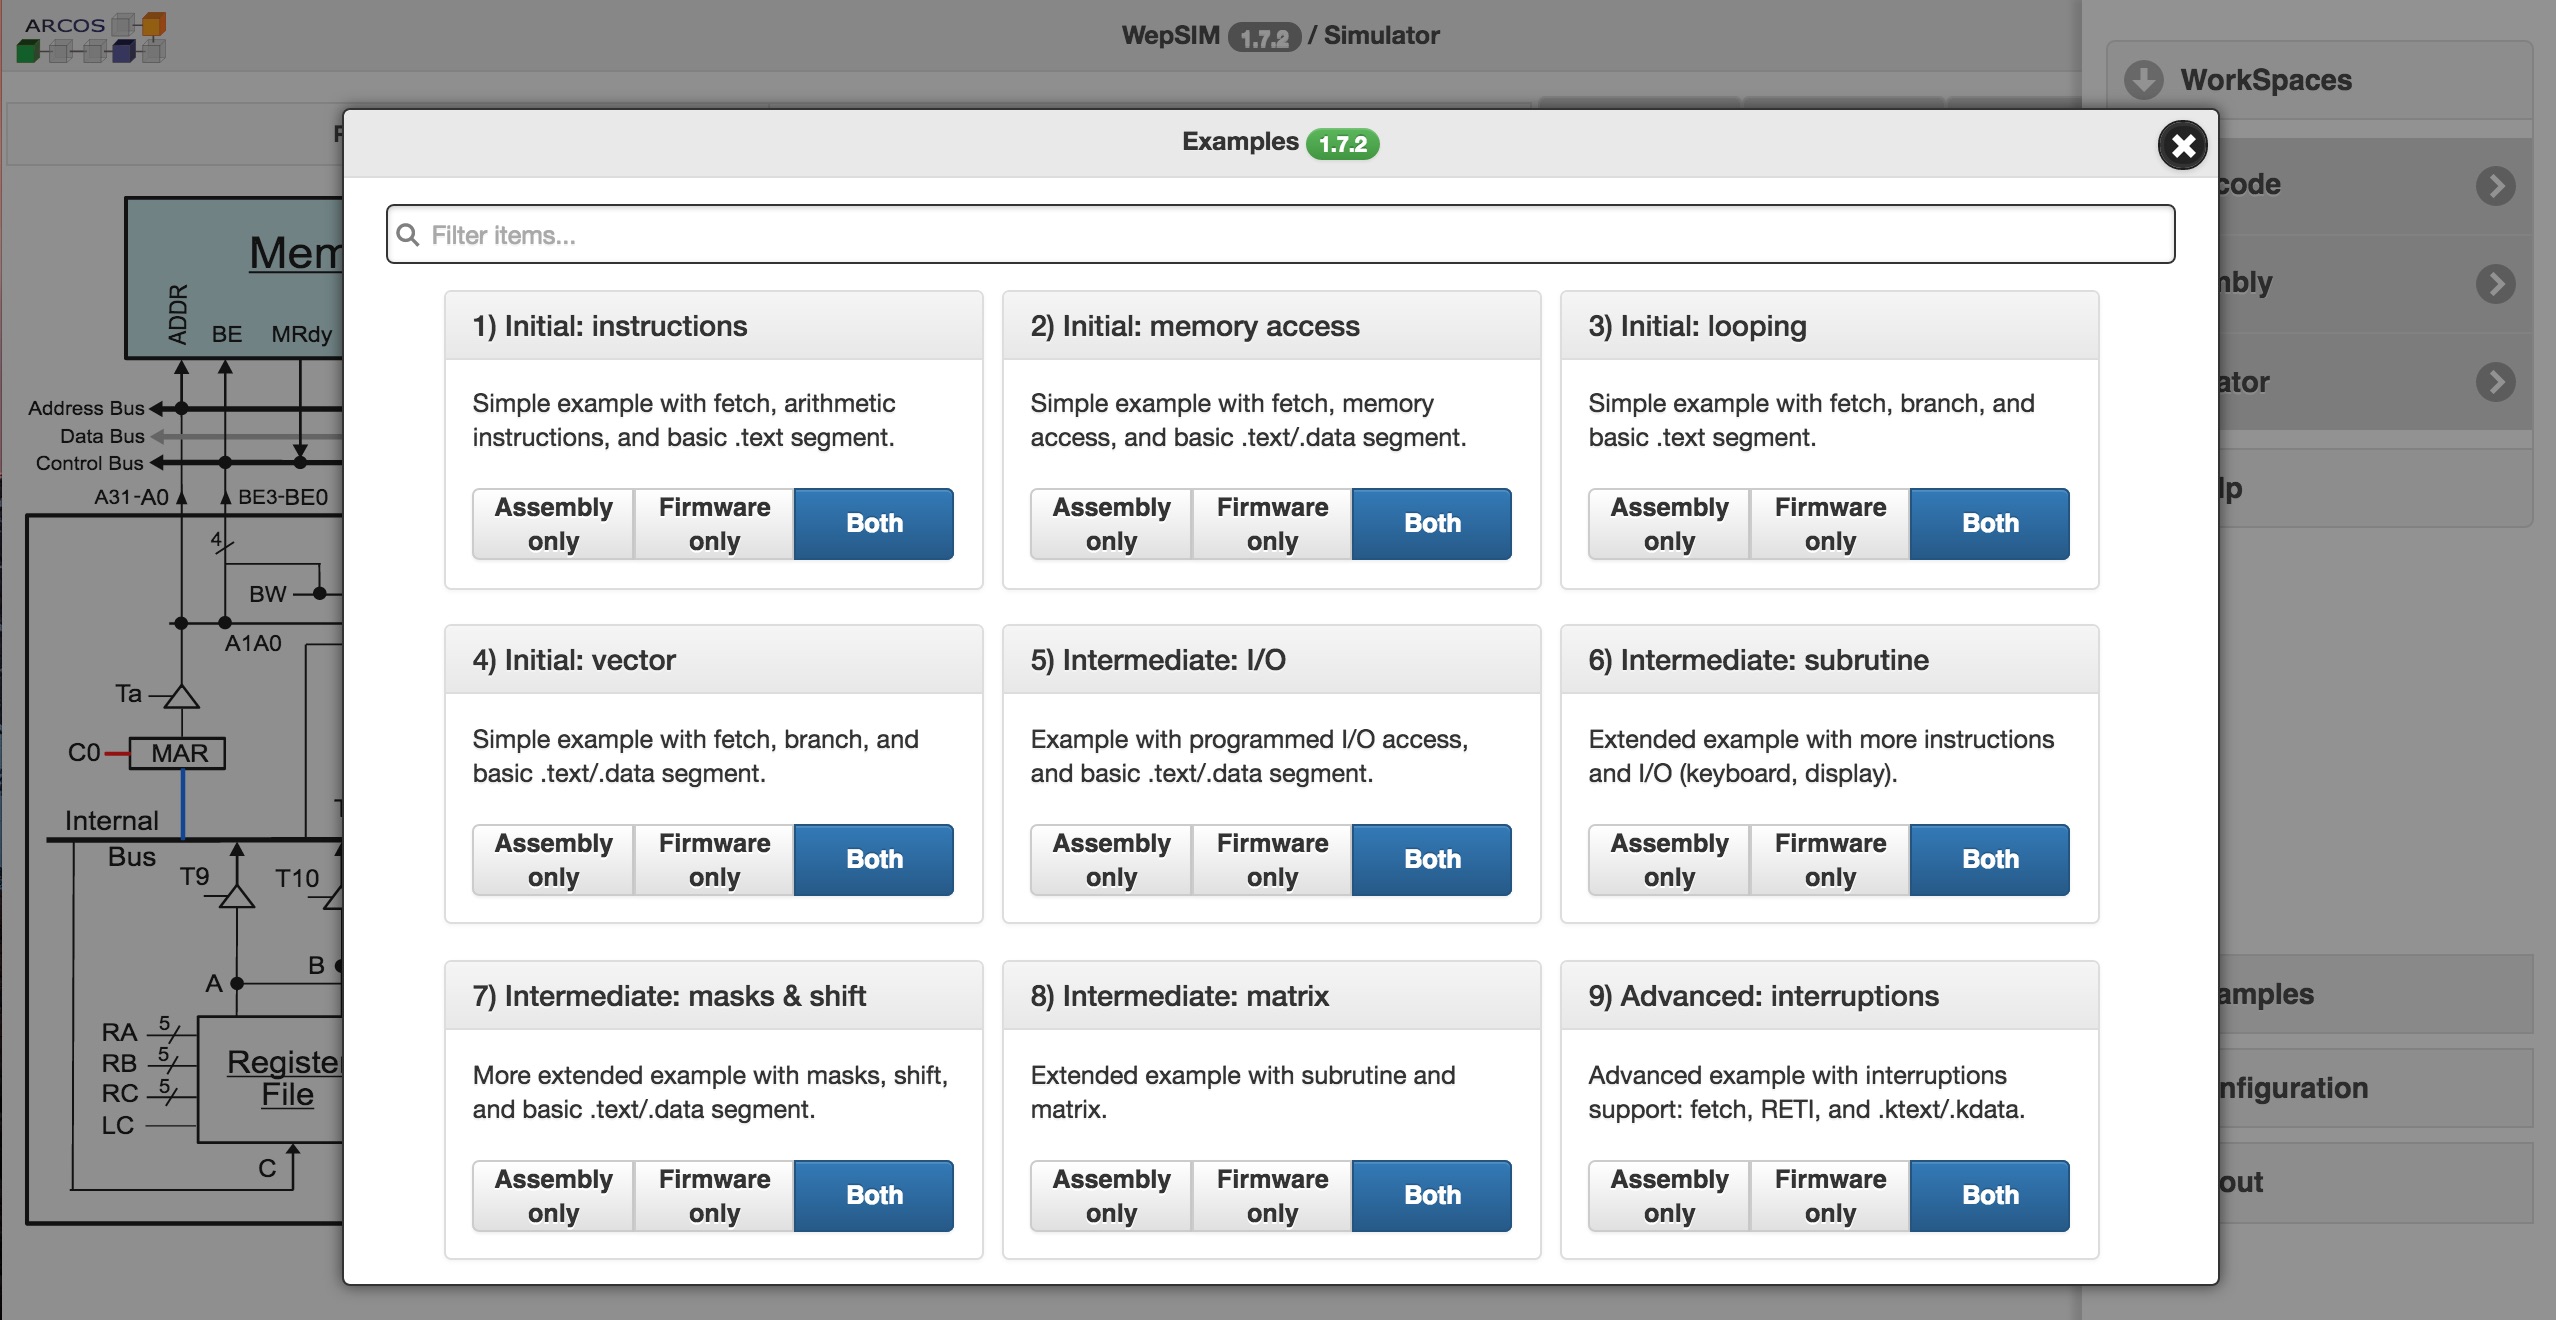 ARCOS
WepSIM 1.7.2 / Simulator
WorkSpaces
Examples 1.7.2
Filter items...
1) Initial: instructions
Simple example with fetch, arithmetic
instructions, and basic .text segment.
Assembly only
Firmware only
Both
2) Initial: memory access
Simple example with fetch, memory
access, and basic .text/.data segment.
Assembly only
Firmware only
Both
3) Initial: looping
Simple example with fetch, branch, and
basic .text segment.
Assembly only
Firmware only
Both
4) Initial: vector
Simple example with fetch, branch, and
basic .text/.data segment.
Assembly only
Firmware only
Both
5) Intermediate: I/O
Example with programmed I/O access,
and basic .text/.data segment.
Assembly only
Firmware only
Both
6) Intermediate: subrutine
Extended example with more instructions
and I/O (keyboard, display).
Assembly only
Firmware only
Both
7) Intermediate: masks & shift
More extended example with masks, shift,
and basic .text/.data segment.
Assembly only
Firmware only
Both
8) Intermediate: matrix
Extended example with subrutine and
matrix.
Assembly only
Firmware only
Both
9) Advanced: interruptions
Advanced example with interruptions
support: fetch, RETI, and .ktext/.kdata.
Assembly only
Firmware only
Both
Mem
ADDR
BE
MRdy
Address Bus
Data Bus
Control Bus
A31-A0
BE3-BE0
4
BW
A1A0
Ta
C0
MAR
Internal
Bus
T9
T10
A
B
RA 5
RB 5
RC 5
LC
Register
File
C
code
mbly
ator
lp
amples
nfiguration
out